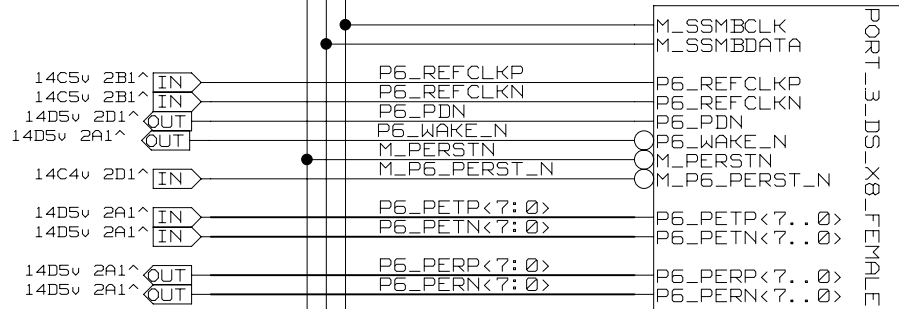 M_SSMBCLK
M_SSMBDATA
14C5v 2B1^ IN P6_REFCLKP P6_REFCLKP
14C5v 2B1^ IN P6_REFCLKN P6_REFCLKN
14D5v 2D1^ OUT P6_PDN P6_PDN
14D5v 2A1^ OUT P6_WAKE_N P6_WAKE_N
M_PERSTN M_PERSTN
14C4v 2D1^ IN M_P6_PERST_N M_P6_PERST_N
14D5v 2A1^ IN P6_PETP<7:0> P6_PETP<7..0>
14D5v 2A1^ IN P6_PETN<7:0> P6_PETN<7..0>
14D5v 2A1^ OUT P6_PERP<7:0> P6_PERP<7..0>
14D5v 2A1^ OUT P6_PERN<7:0> P6_PERN<7..0>
PORT_3_DS_X8_FEMALE